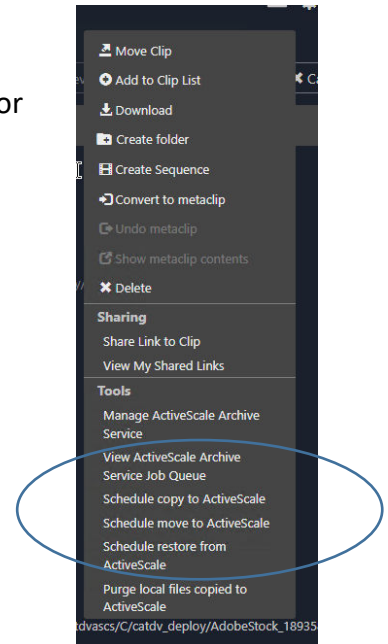 or
Move Clip
Add to Clip List
Download
Create folder
Create Sequence
Convert to metaclip
Undo metaclip
Show metaclip contents
Delete
Sharing
Share Link to Clip
View My Shared Links
Tools
Manage ActiveScale Archive
Service
View ActiveScale Archive
Service Job Queue
Schedule copy to ActiveScale
Schedule move to ActiveScale
Schedule restore from
ActiveScale
Purge local files copied to
ActiveScale
tdvascs/C/catdv_deploy/AdobeStock_18935